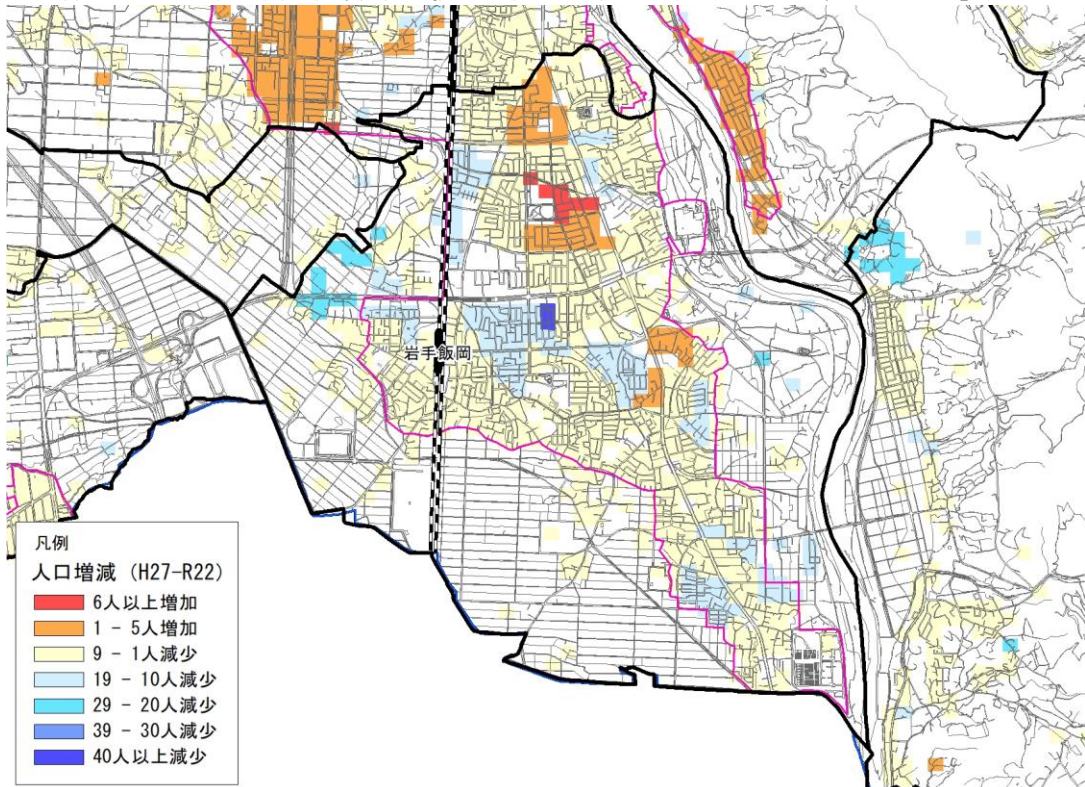 岩手飯岡
凡例
人口増減 (H27-R22)
6人以上増加
1 - 5人増加
9 - 1人減少
19 - 10人減少
29 - 20人減少
39 - 30人減少
40人以上減少